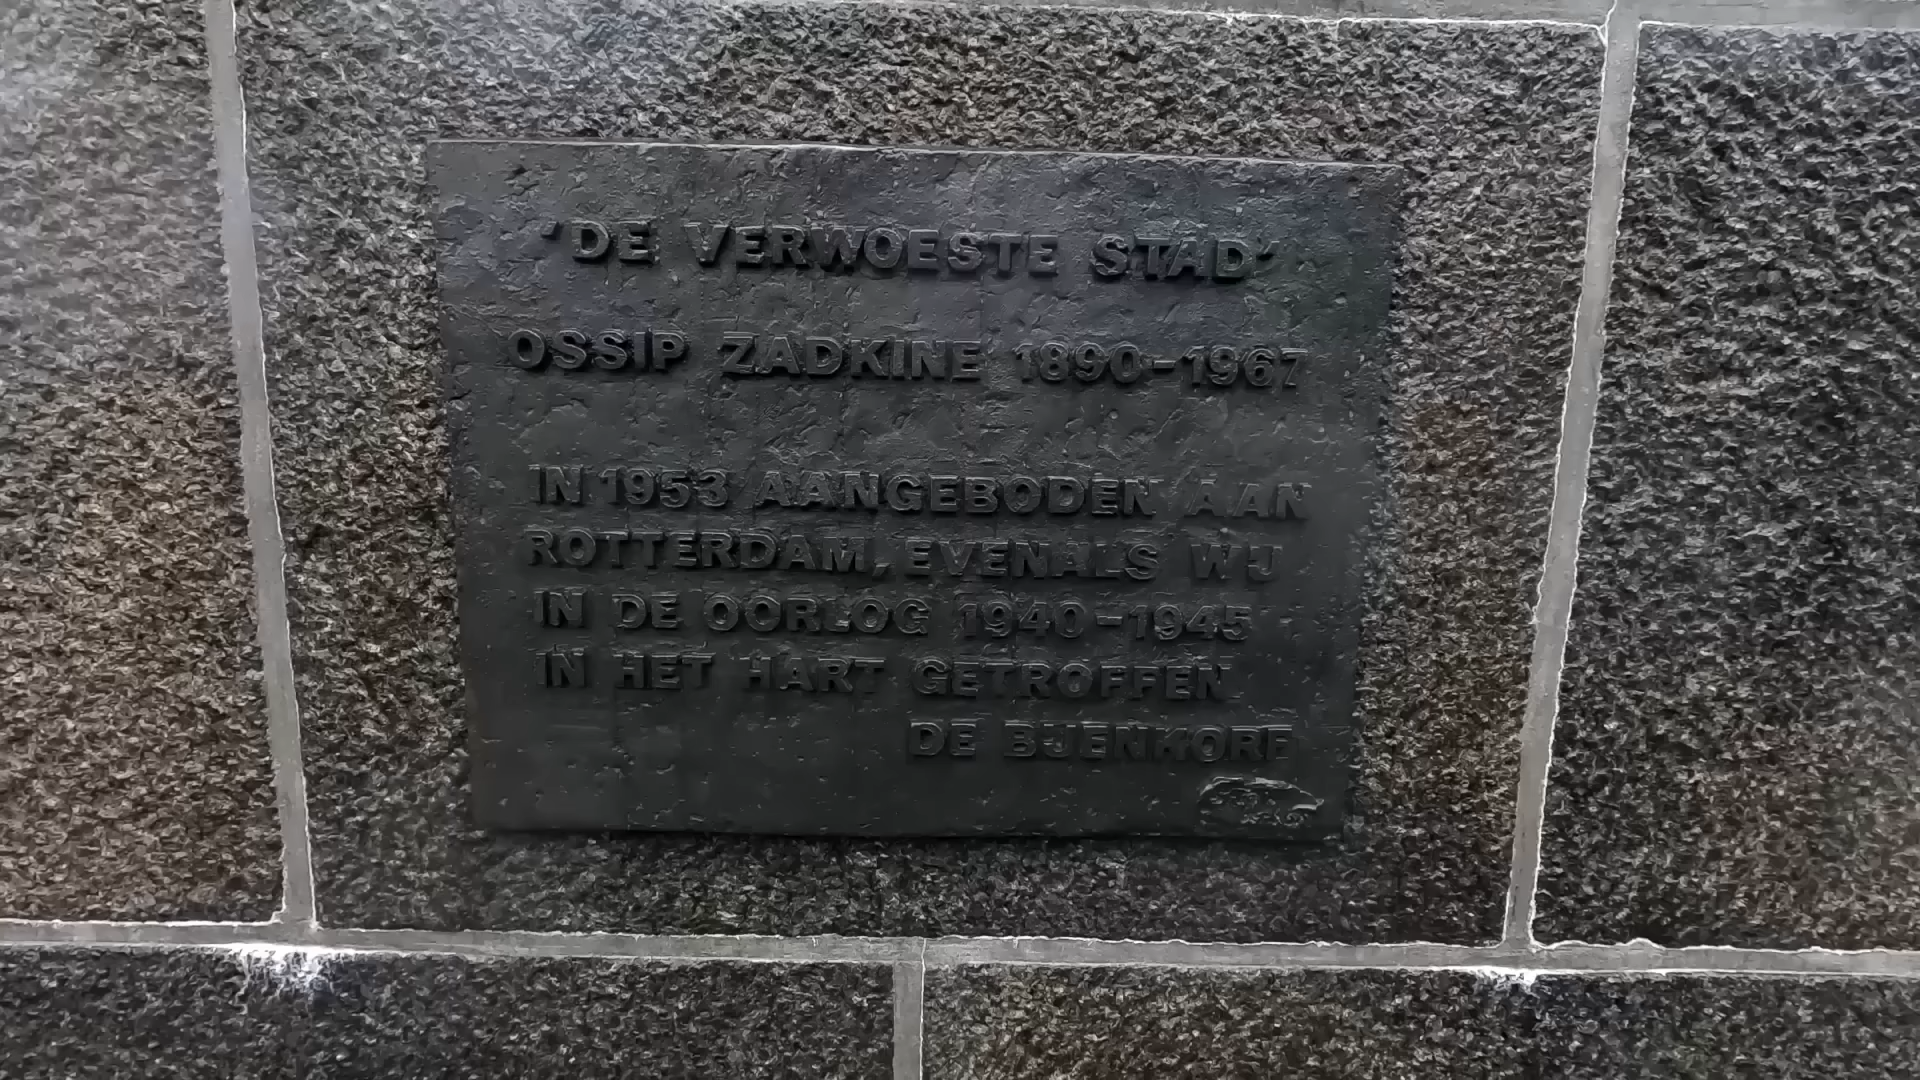 'DE VERWOESTE STAD'
OSSIP ZADKINE 1890-1967
IN 1953 AANGEBODEN AAN
ROTTERDAM, EVENALS WIJ
IN DE OORLOG 1940-1945
IN HET HART GETROFFEN
DE BIJENKORF